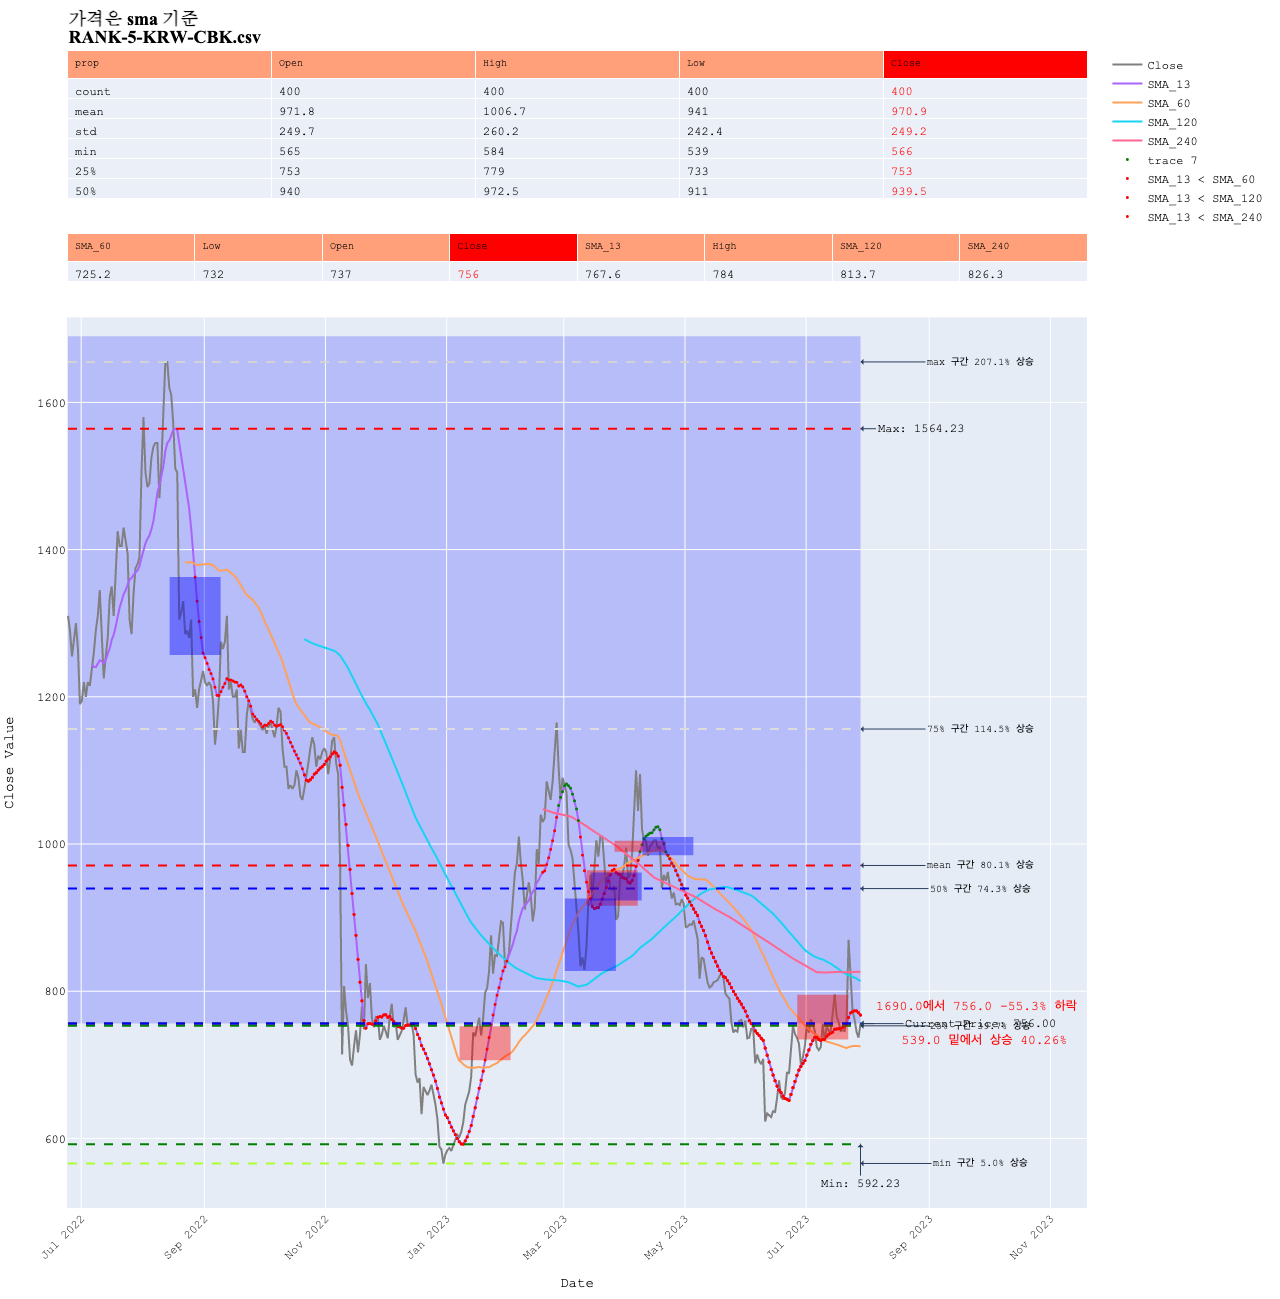 가격은 sma 기준
RANK-5-KRW-CBK.csv
prop Open High Low Close
count 400 400 400 400
mean 971.8 1006.7 941 970.9
std 249.7 260.2 242.4 249.2
min 565 584 539 566
25% 753 779 733 753
50% 940 972.5 911 939.5
SMA_60 Low Open Close SMA_13 High SMA_120 SMA_240
725.2 732 737 756 767.6 784 813.7 826.3
Close
SMA_13
SMA_60
SMA_120
SMA_240
trace 7
SMA_13 < SMA_60
SMA_13 < SMA_120
SMA_13 < SMA_240
max 구간 207.1% 상승
1600
Max: 1564.23
1400
1200
75% 구간 114.5% 상승
Close Value
1000
mean 구간 80.1% 상승
50% 구간 74.3% 상승
800
1690.0에서 756.0 -55.3% 하락
Current Price: 756.00
539.0 밑에서 상승 40.26%
600
min 구간 5.0% 상승
Min: 592.23
Jul 2022
Sep 2022
Nov 2022
Jan 2023
Mar 2023
May 2023
Jul 2023
Sep 2023
Nov 2023
Date